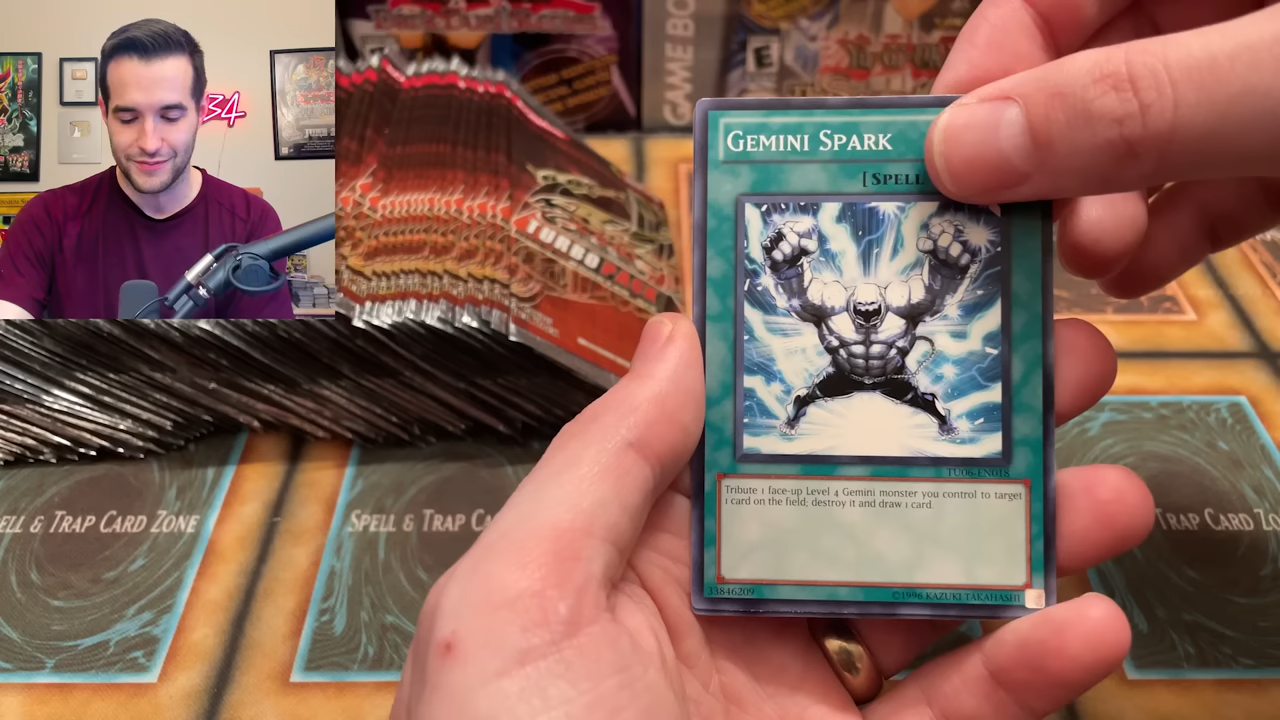 34
GAME BO
E
TURBO PACK
GEMINI SPARK
[SPELL
TU06-EN018
Tribute 1 face-up Level 4 Gemini monster you control to target
1 card on the field; destroy it and draw 1 card.
33846209
©1996 KAZUKI TAKAHASHI
ELL & TRAP CARD ZONE
SPELL & TRAP CA
TRAP CARD ZO